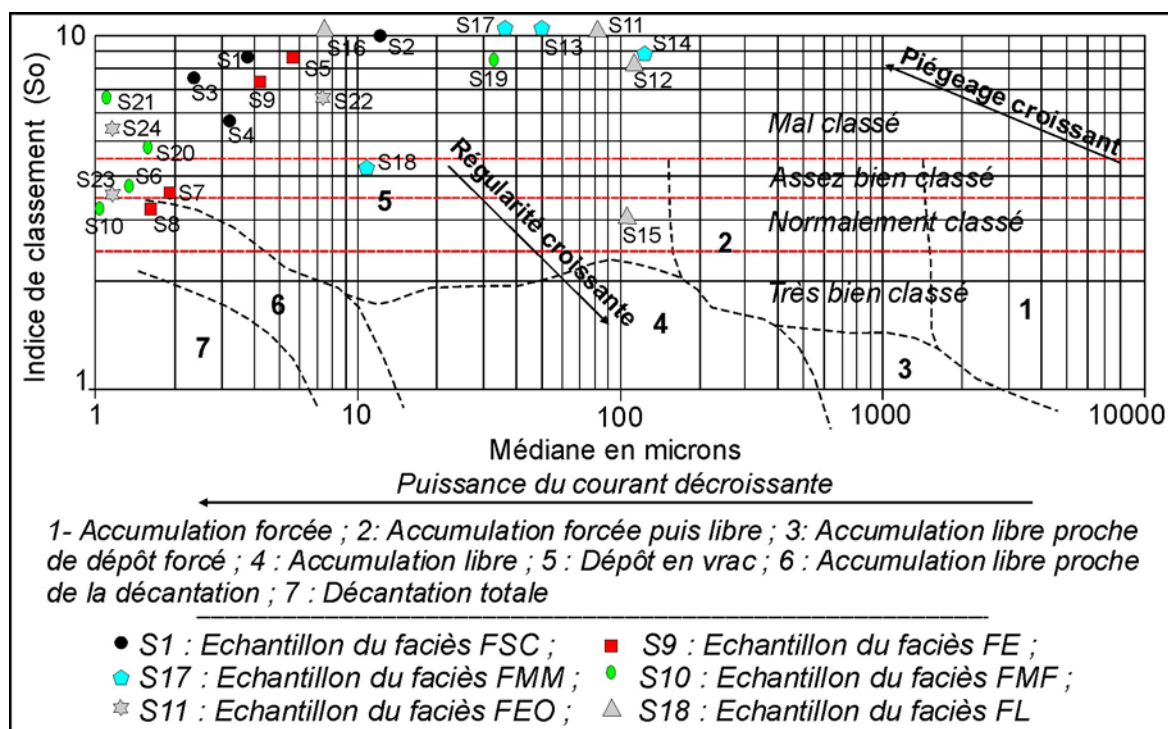 10
S17
S11
S14
S1
S16
S2
S13
S5
S19
S12
S3
S9
S22
S21
S4
S24
S20
S18
S23
S6
S7
S10
S8
S15
Piégeage croissant
Mal classé
Régularité croissante
Assez bien classé
Normalement classé
Très bien classé
5
2
6
4
1
7
3
Indice de classement (So)
1
1
10
100
1000
10000
Médiane en microns
Puissance du courant décroissante
1- Accumulation forcée ; 2: Accumulation forcée puis libre ; 3: Accumulation libre proche
de dépôt forcé ; 4 : Accumulation libre ; 5 : Dépôt en vrac ; 6 : Accumulation libre proche
de la décantation ; 7 : Décantation totale
S1 : Echantillon du faciès FSC ;
S9 : Echantillon du faciès FE ;
S17 : Echantillon du faciès FMM ;
S10 : Echantillon du faciès FMF ;
S11 : Echantillon du faciès FEO ;
S18 : Echantillon du faciès FL